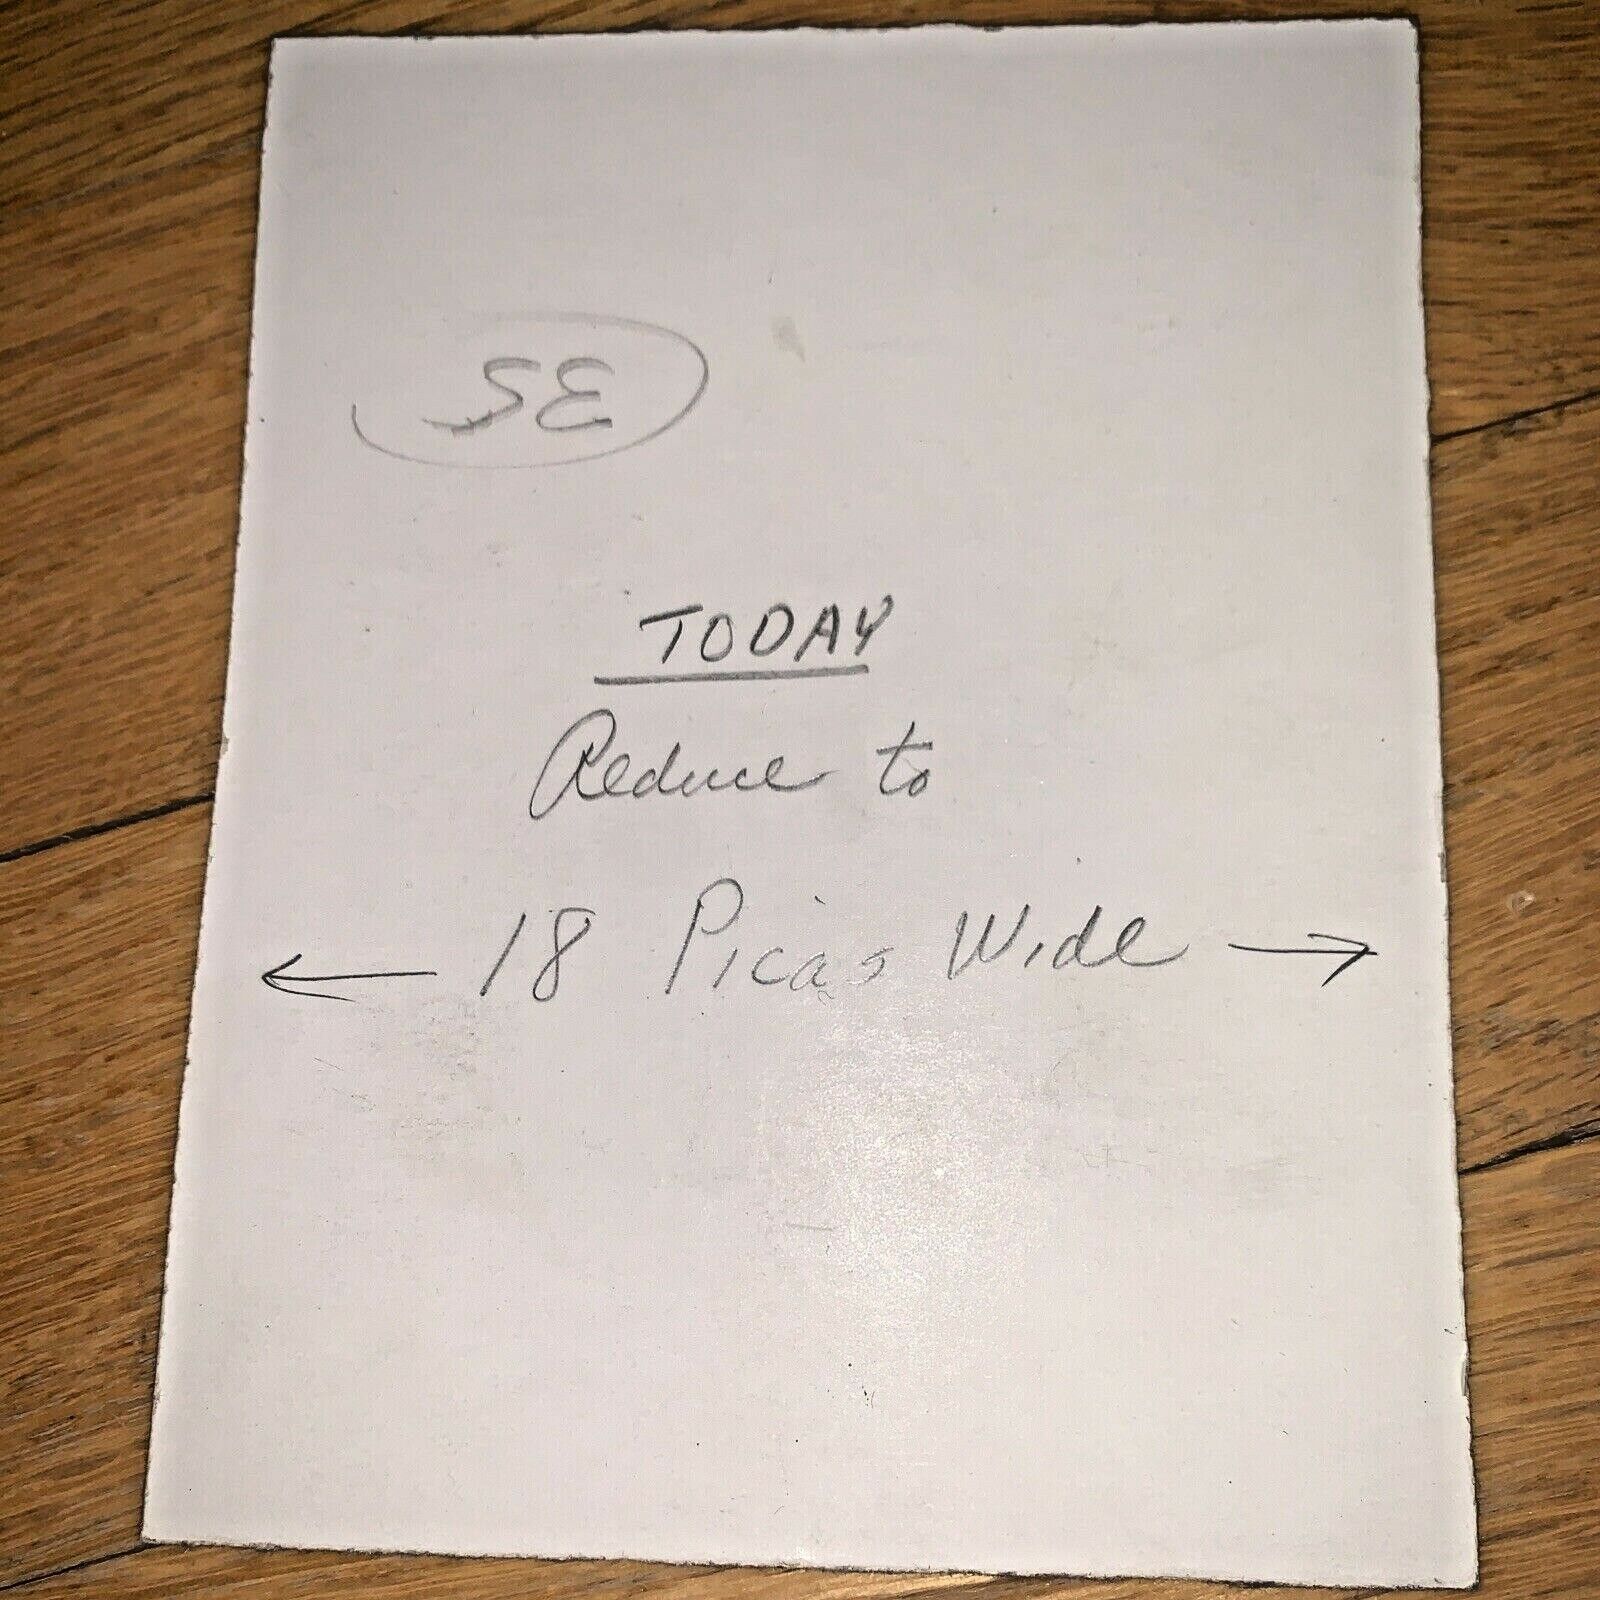 35
TODAY
Reduce to
18 Picas Wide